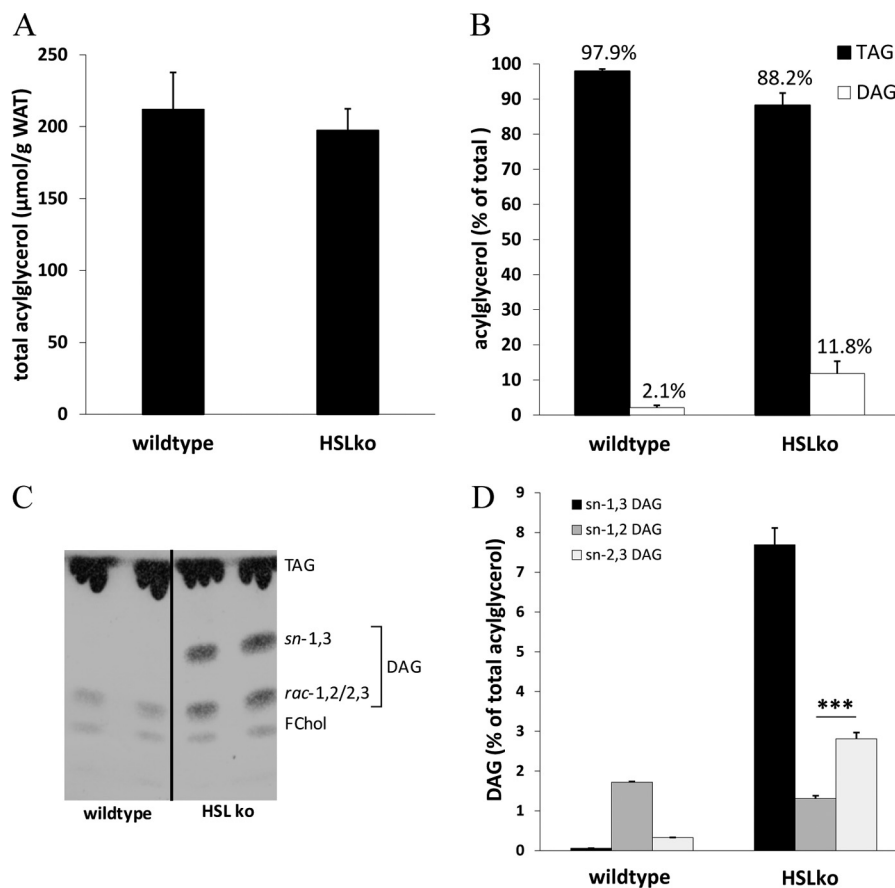 A
total acylglycerol (μmol/g WAT)
250
200
150
100
50
0
wildtype
HSLko
B
acylglycerol (% of total )
100
90
80
70
60
50
40
30
20
10
0
97.9%
2.1%
88.2%
11.8%
TAG
DAG
wildtype
HSLko
C
TAG
sn-1,3
DAG
rac-1,2/2,3
FChol
wildtype
HSL ko
D
DAG (% of total acylglycerol)
9
8
7
6
5
4
3
2
1
0
sn-1,3 DAG
sn-1,2 DAG
sn-2,3 DAG
***
wildtype
HSLko